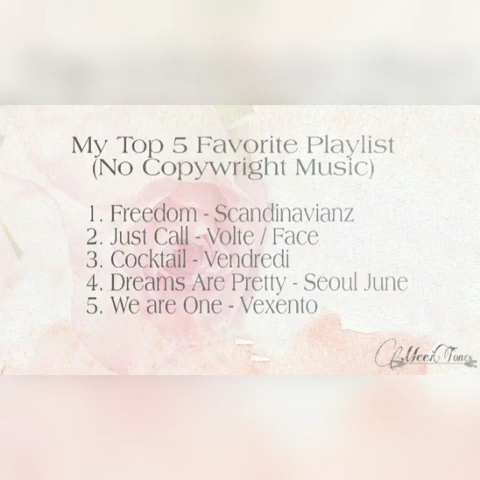 My Top 5 Favorite Playlist
(No Copywright Music)
1. Freedom - Scandinavianz
2. Just Call - Volte / Face
3. Cocktail - Vendredi
4. Dreams Are Pretty - Seoul June
5. We are One - Vexento